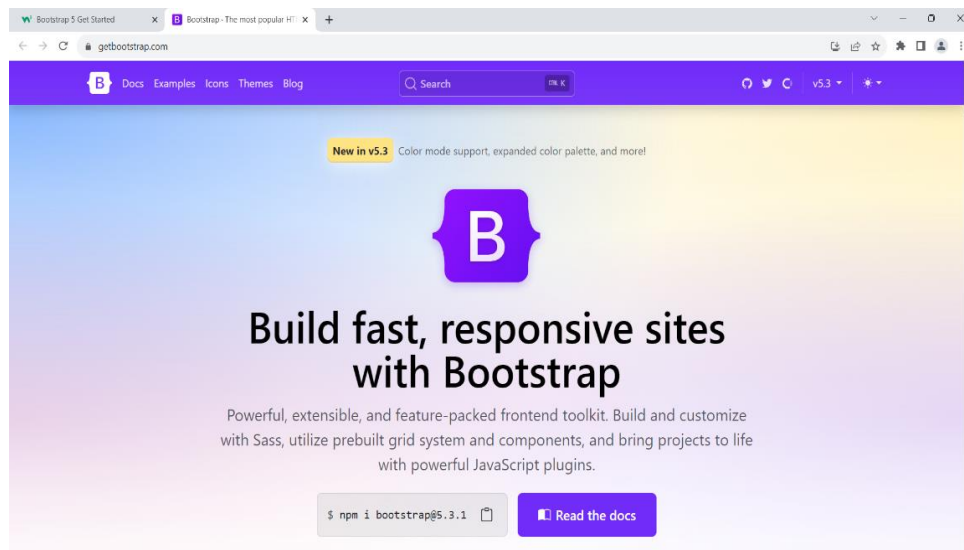 Bootstrap 5 Get Started
Bootstrap · The most popular HT
getbootstrap.com
B Docs Examples Icons Themes Blog Search CTRL K v5.3
New in v5.3 Color mode support, expanded color palette, and more!
B
Build fast, responsive sites
with Bootstrap
Powerful, extensible, and feature-packed frontend toolkit. Build and customize
with Sass, utilize prebuilt grid system and components, and bring projects to life
with powerful JavaScript plugins.
$ npm i bootstrap@5.3.1 Read the docs